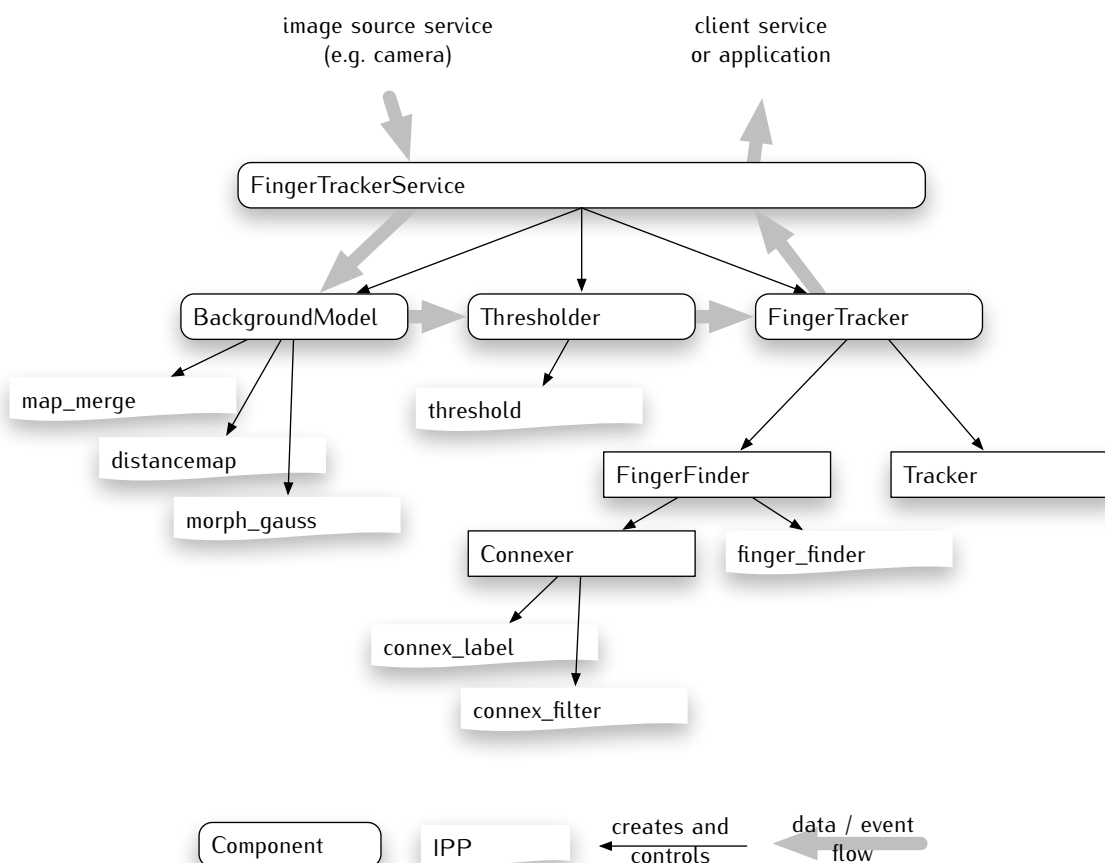 image source service
(e.g. camera)
client service
or application
FingerTrackerService
BackgroundModel
Thresholder
FingerTracker
map_merge
threshold
distancemap
FingerFinder
Tracker
morph_gauss
Connexer
finger_finder
connex_label
connex_filter
Component
IPP
creates and
controls
data / event
flow